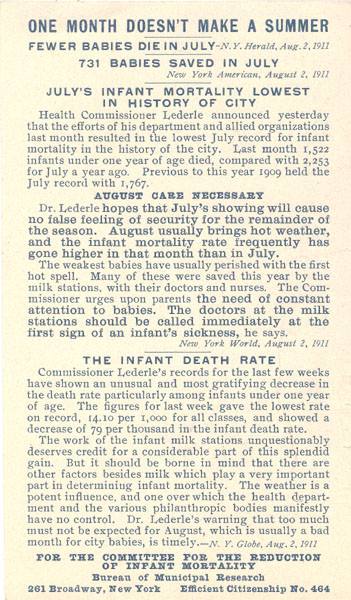 ONE MONTH DOESN'T MAKE A SUMMER
FEWER BABIES DIE IN JULY—N. Y. Herald, Aug. 2, 1911
731 BABIES SAVED IN JULY
New York American, August 2, 1911
JULY'S INFANT MORTALITY LOWEST
IN HISTORY OF CITY
Health Commissioner Lederle announced yesterday
that the efforts of his department and allied organizations
last month resulted in the lowest July record for infant
mortality in the history of the city. Last month 1,522
infants under one year of age died, compared with 2,253
for July a year ago. Previous to this year 1909 held the
July record with 1,767.
AUGUST CARE NECESSARY
Dr. Lederle hopes that July's showing will cause
no false feeling of security for the remainder of
the season. August usually brings hot weather,
and the infant mortality rate frequently has
gone higher in that month than in July.
The weakest babies have usually perished with the first
hot spell. Many of these were saved this year by the
milk stations, with their doctors and nurses. The Com-
missioner urges upon parents the need of constant
attention to babies. The doctors at the milk
stations should be called immediately at the
first sign of an infant's sickness, he says.
New York World, August 2, 1911
THE INFANT DEATH RATE
Commissioner Lederle's records for the last few weeks
have shown an unusual and most gratifying decrease in
the death rate particularly among infants under one year
of age. The figures for last week gave the lowest rate
on record, 14.10 per 1,000 for all classes, and showed a
decrease of 79 per thousand in the infant death rate.
The work of the infant milk stations unquestionably
deserves credit for a considerable part of this splendid
gain. But it should be borne in mind that there are
other factors besides milk which play a very important
part in determining infant mortality. The weather is a
potent influence, and one over which the health depart-
ment and the various philanthropic bodies manifestly
have no control. Dr. Lederle's warning that too much
must not be expected for August, which is usually a bad
month for city babies, is timely.—N. Y. Globe, Aug. 2, 1911
FOR THE COMMITTEE FOR THE REDUCTION
OF INFANT MORTALITY
Bureau of Municipal Research
261 Broadway, New York Efficient Citizenship No. 464